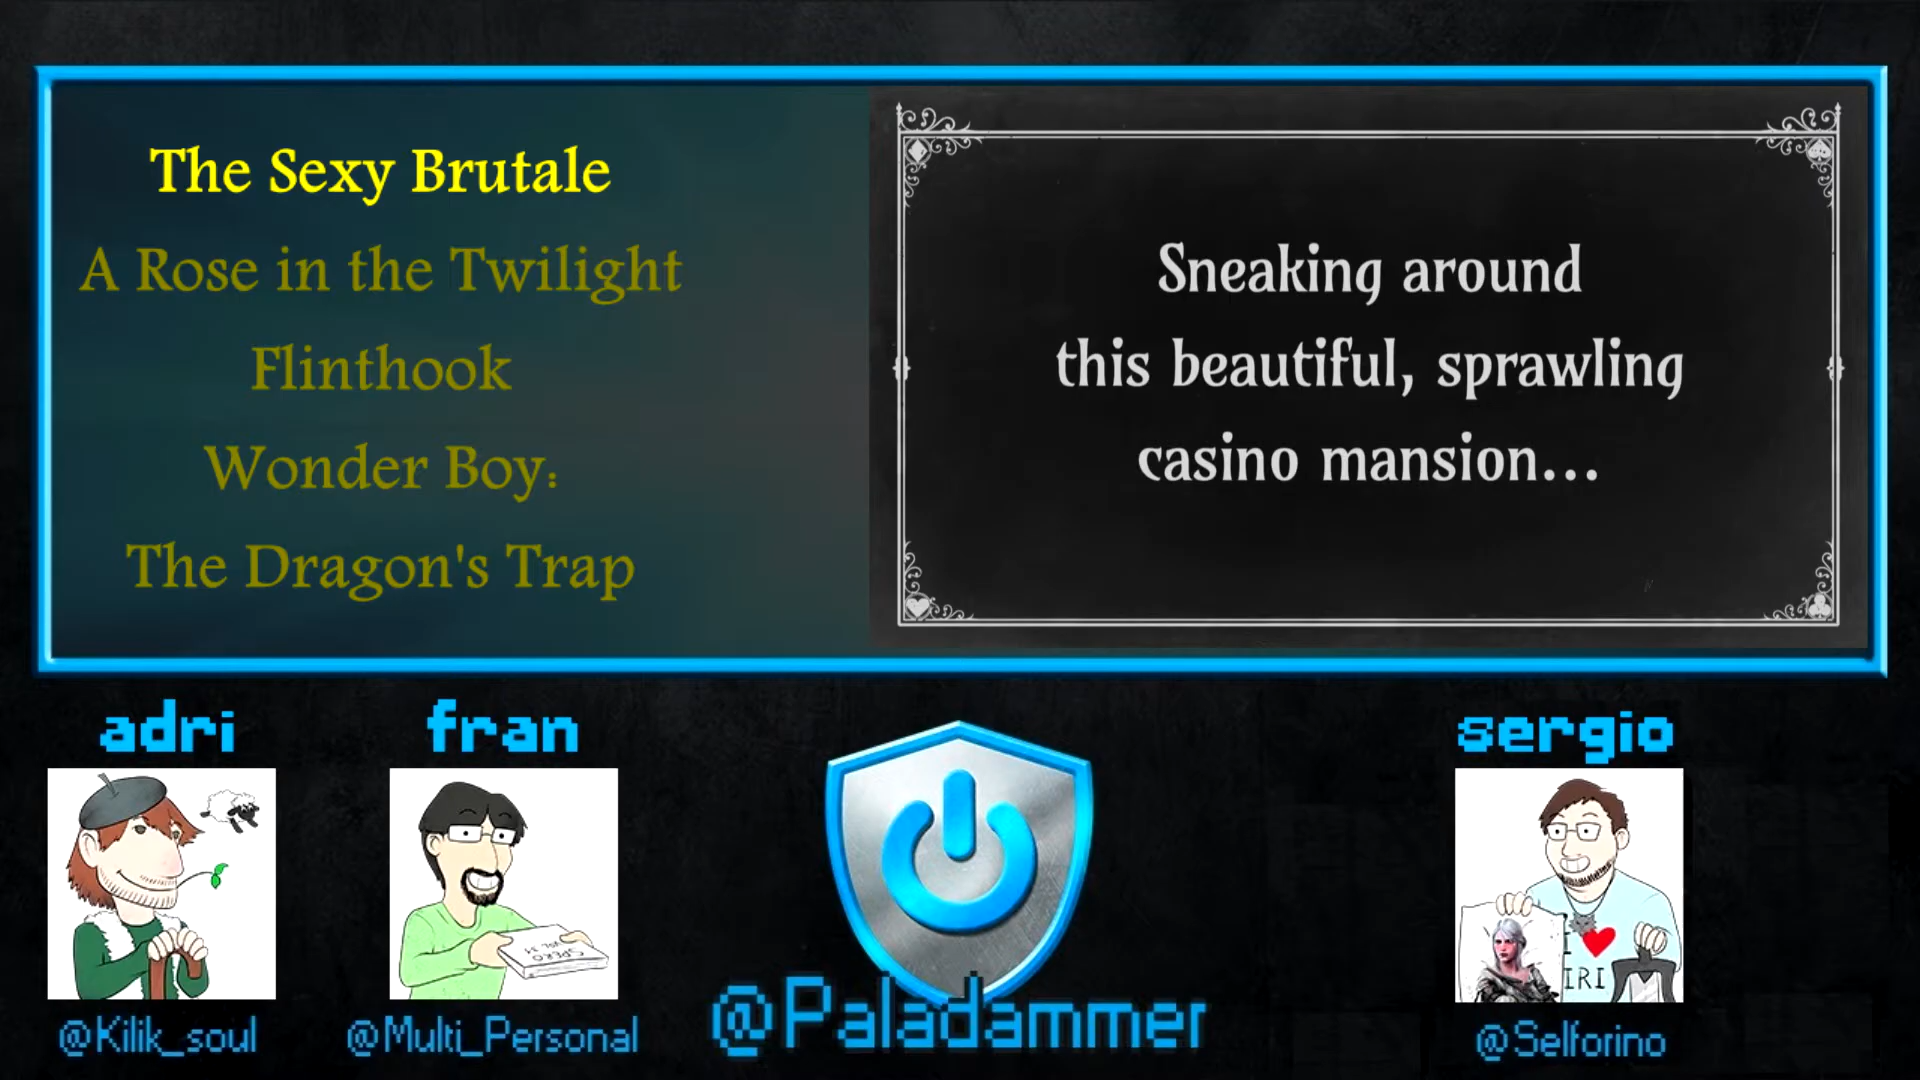 The Sexy Brutale
A Rose in the Twilight
Flinthook
Wonder Boy:
The Dragon's Trap
Sneaking around
this beautiful, sprawling
casino mansion...
adri
fran
sergio
I ❤
IRI
@Kilik_soul
@Multi_Personal
@Paladammer
@Selforino